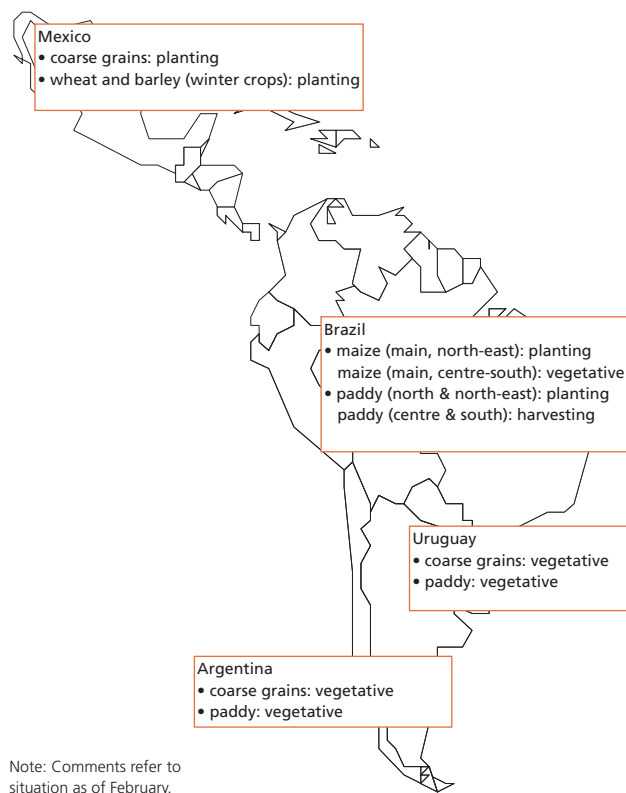 Mexico
• coarse grains: planting
• wheat and barley (winter crops): planting
Brazil
• maize (main, north-east): planting
maize (main, centre-south): vegetative
• paddy (north & north-east): planting
paddy (centre & south): harvesting
Uruguay
• coarse grains: vegetative
• paddy: vegetative
Argentina
• coarse grains: vegetative
• paddy: vegetative
Note: Comments refer to
situation as of February.